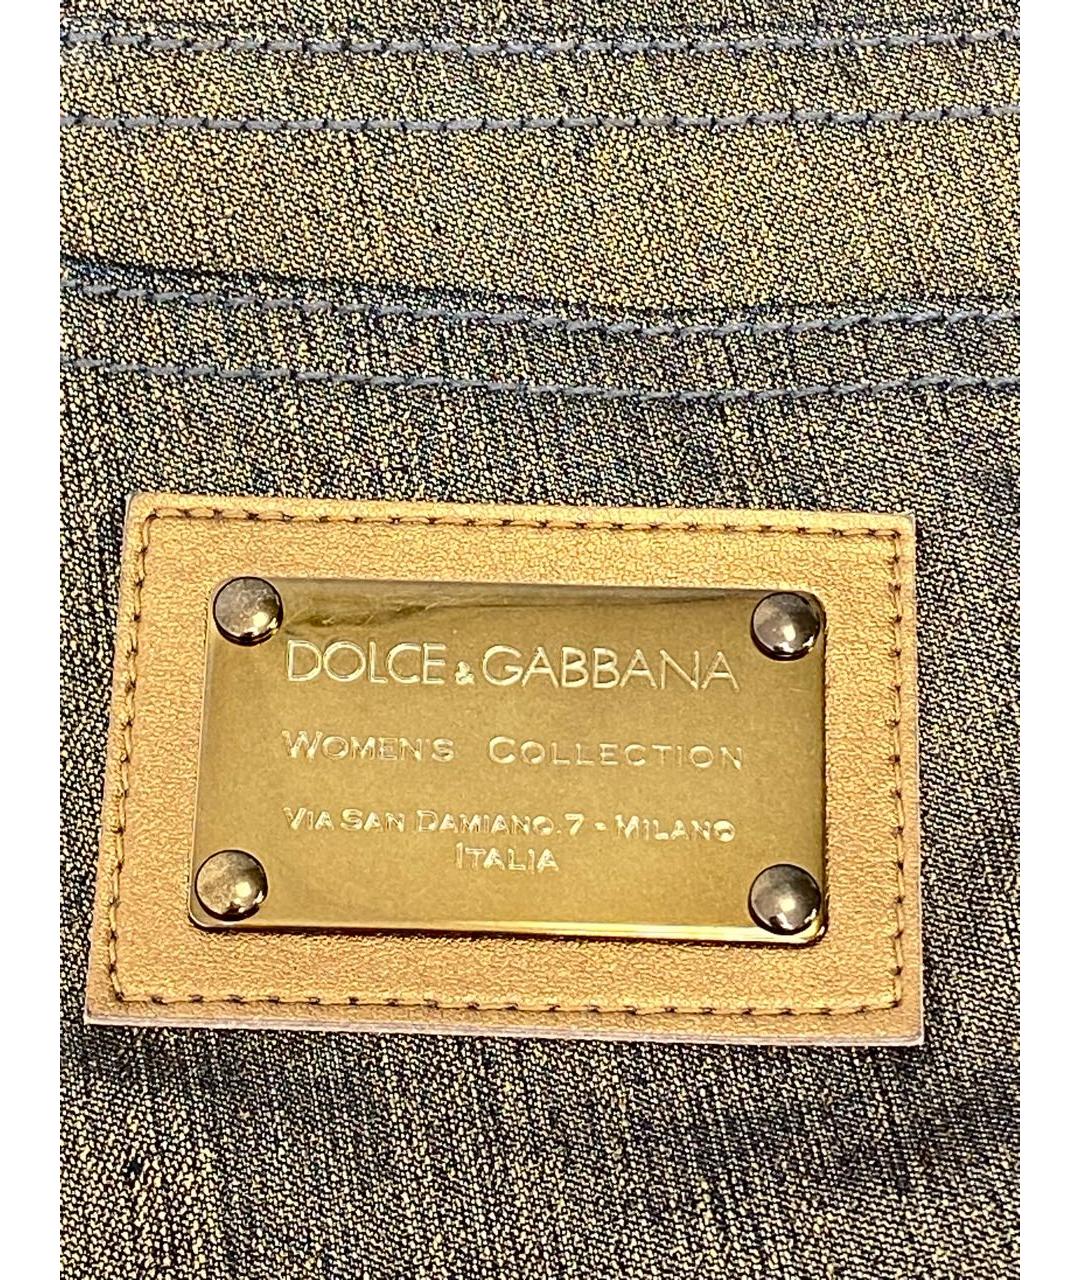 DOLCE & GABBANA
WOMEN'S COLLECTION
VIA SAN DAMIANO.7 - MILANO
ITALIA